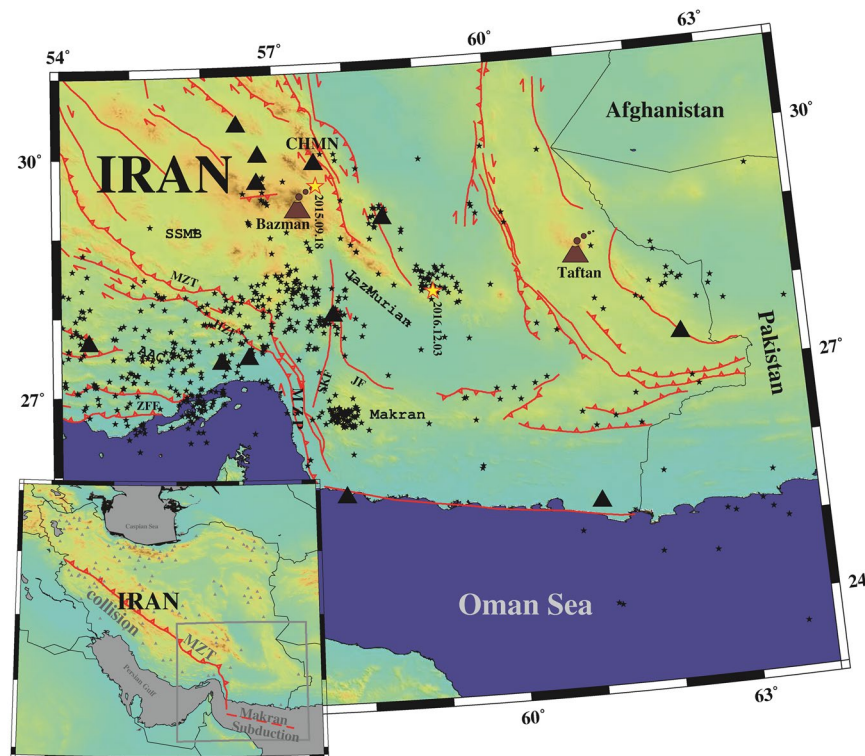 54°
57°
60°
63°
Afghanistan
30°
30°
CHMN
IRAN
2015.09.18
Bazman
SSMB
Taftan
MZT
JazMurian
2016.12.03
Pakistan
27°
27°
JF
ZFF
MZP
Makran
24°
Oman Sea
60°
63°
Caspian Sea
IRAN
collision
MZT
Persian Gulf
Makran
Subduction